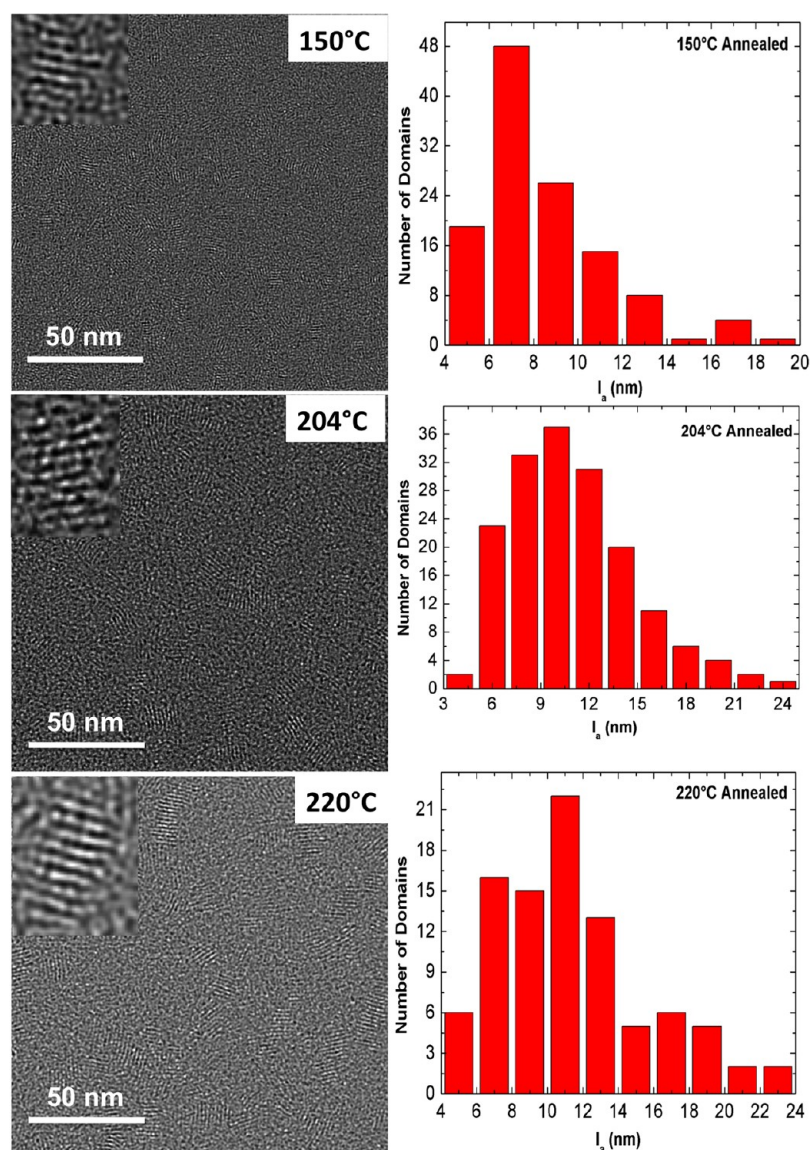 150°C
50 nm
150°C Annealed
Number of Domains
48
40
32
24
16
8
0
4 6 8 10 12 14 16 18 20
l_a (nm)
204°C
50 nm
204°C Annealed
Number of Domains
36
32
28
24
20
16
12
8
4
0
3 6 9 12 15 18 21 24
l_a (nm)
220°C
50 nm
220°C Annealed
Number of Domains
21
18
15
12
9
6
3
0
4 6 8 10 12 14 16 18 20 22 24
l_a (nm)